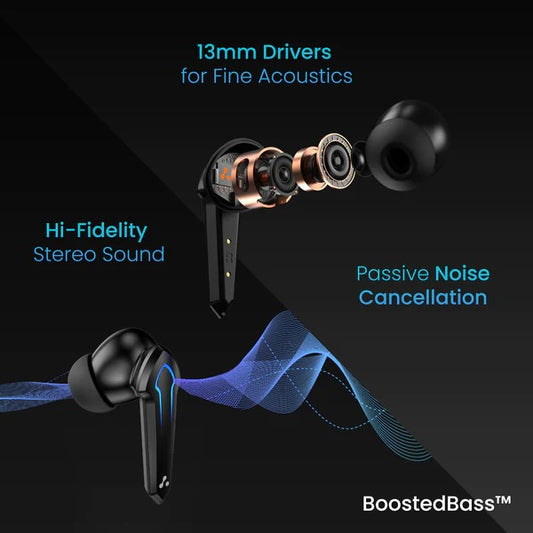 13mm Drivers
for Fine Acoustics
Hi-Fidelity
Stereo Sound
Passive Noise
Cancellation
BoostedBass™